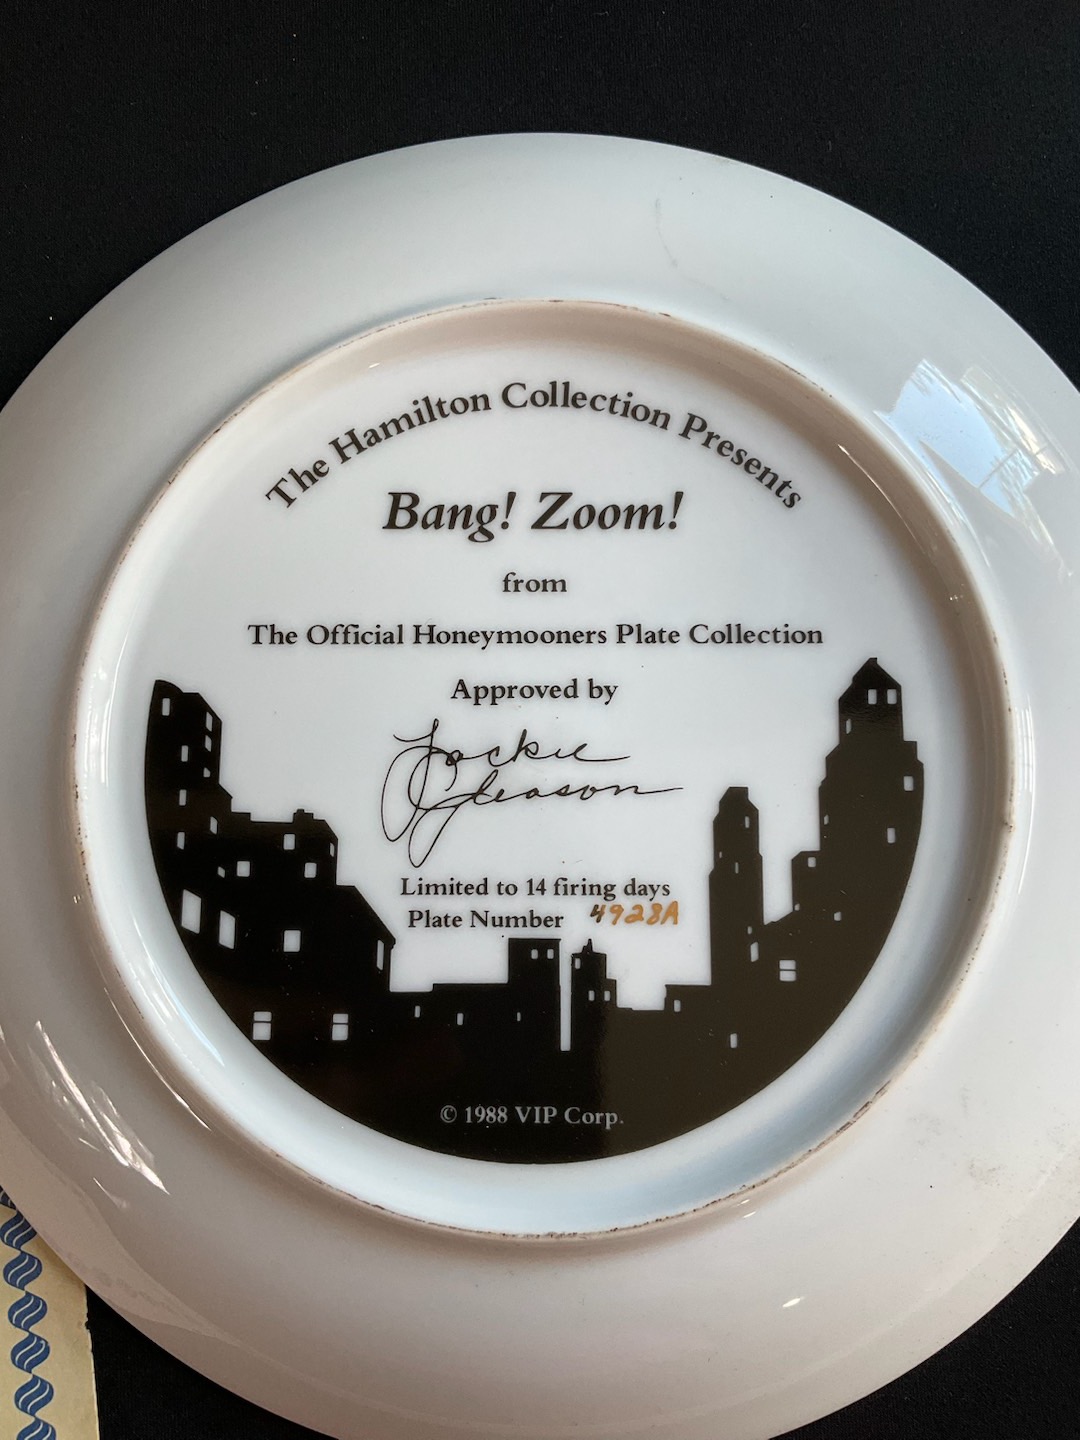 The Hamilton Collection Presents
Bang! Zoom!
from
The Official Honeymooners Plate Collection
Approved by
Jackie
Gleason
Limited to 14 firing days
Plate Number 4928A
© 1988 VIP Corp.